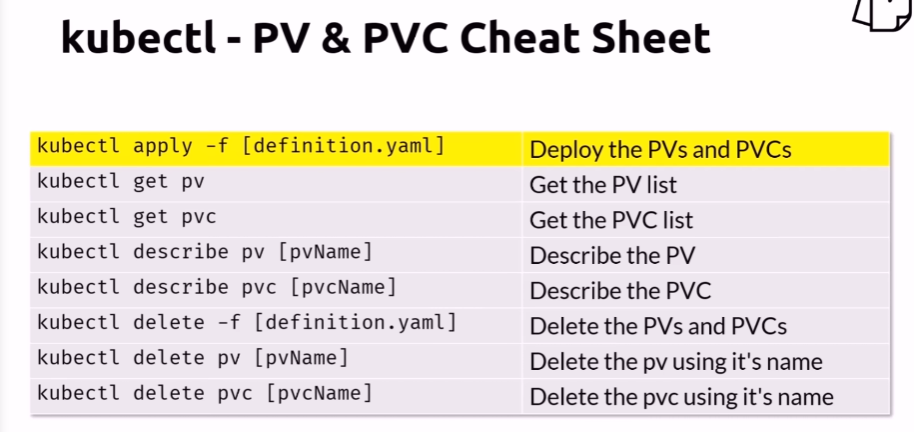 kubectl - PV & PVC Cheat Sheet
kubectl apply -f [definition.yaml] Deploy the PVs and PVCs
kubectl get pv Get the PV list
kubectl get pvc Get the PVC list
kubectl describe pv [pvName] Describe the PV
kubectl describe pvc [pvcName] Describe the PVC
kubectl delete -f [definition.yaml] Delete the PVs and PVCs
kubectl delete pv [pvName] Delete the pv using it's name
kubectl delete pvc [pvcName] Delete the pvc using it's name